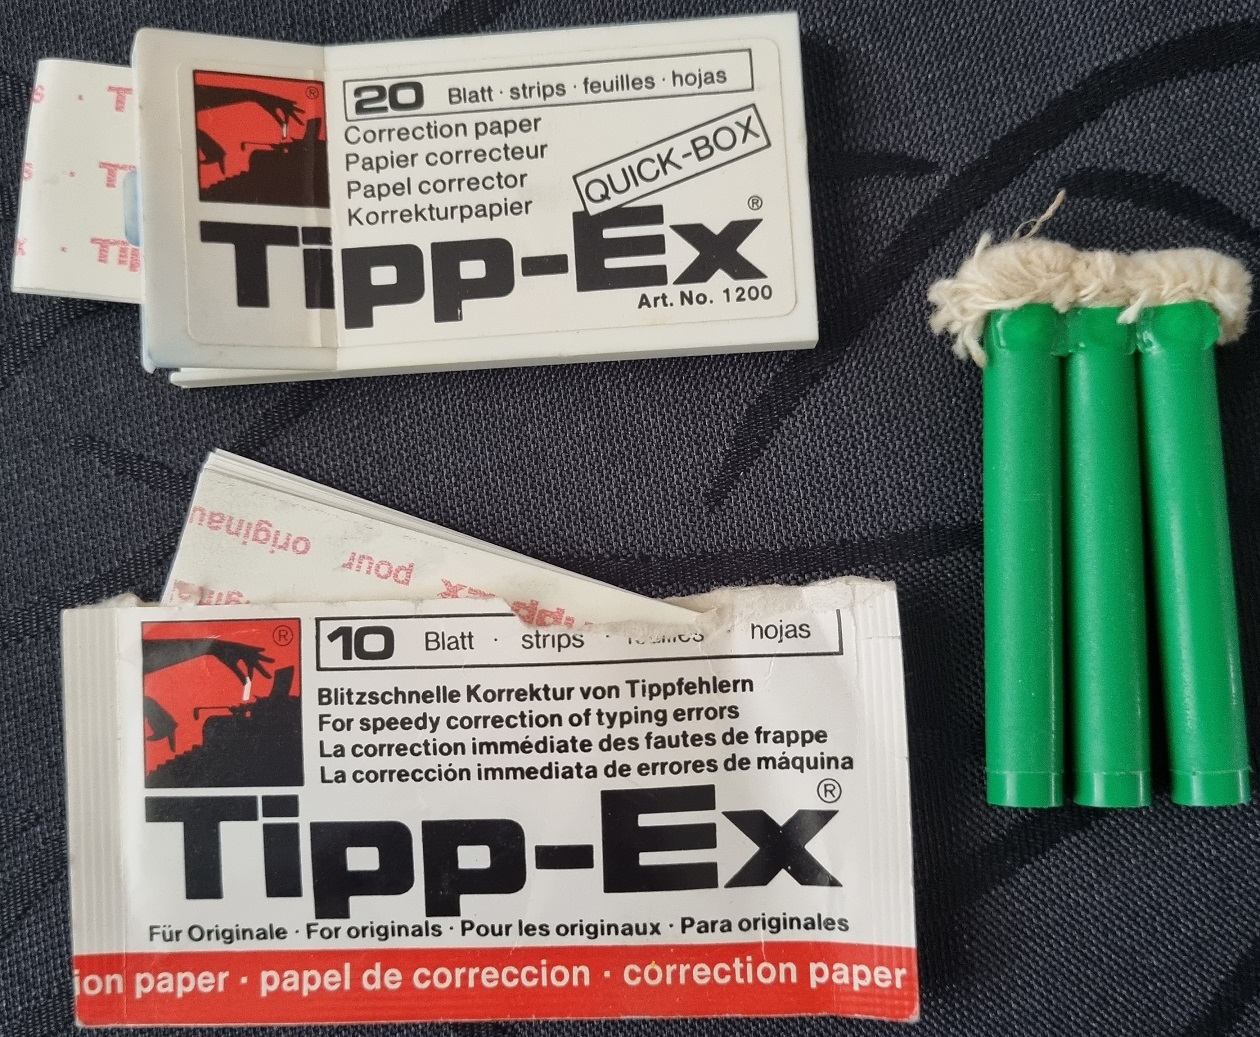 20 Blatt · strips · feuilles · hojas
Correction paper
Papier correcteur
Papel corrector
Korrekturpapier
QUICK-BOX
Tipp-Ex®
Art. No. 1200
originau
pour
10 Blatt · strips · feuilles · hojas
Blitzschnelle Korrektur von Tippfehlern
For speedy correction of typing errors
La correction immédiate des fautes de frappe
La corrección immediata de errores de máquina
Tipp-Ex®
Für Originale · For originals · Pour les originaux · Para originales
ion paper · papel de correccion · correction paper